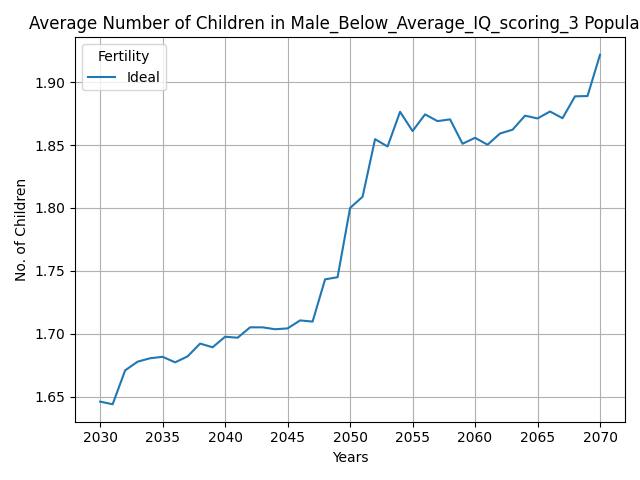 Average Number of Children in Male_Below_Average_IQ_scoring_3 Popula
Fertility
Ideal
No. of Children
1.90
1.85
1.80
1.75
1.70
1.65
2030 2035 2040 2045 2050 2055 2060 2065 2070
Years